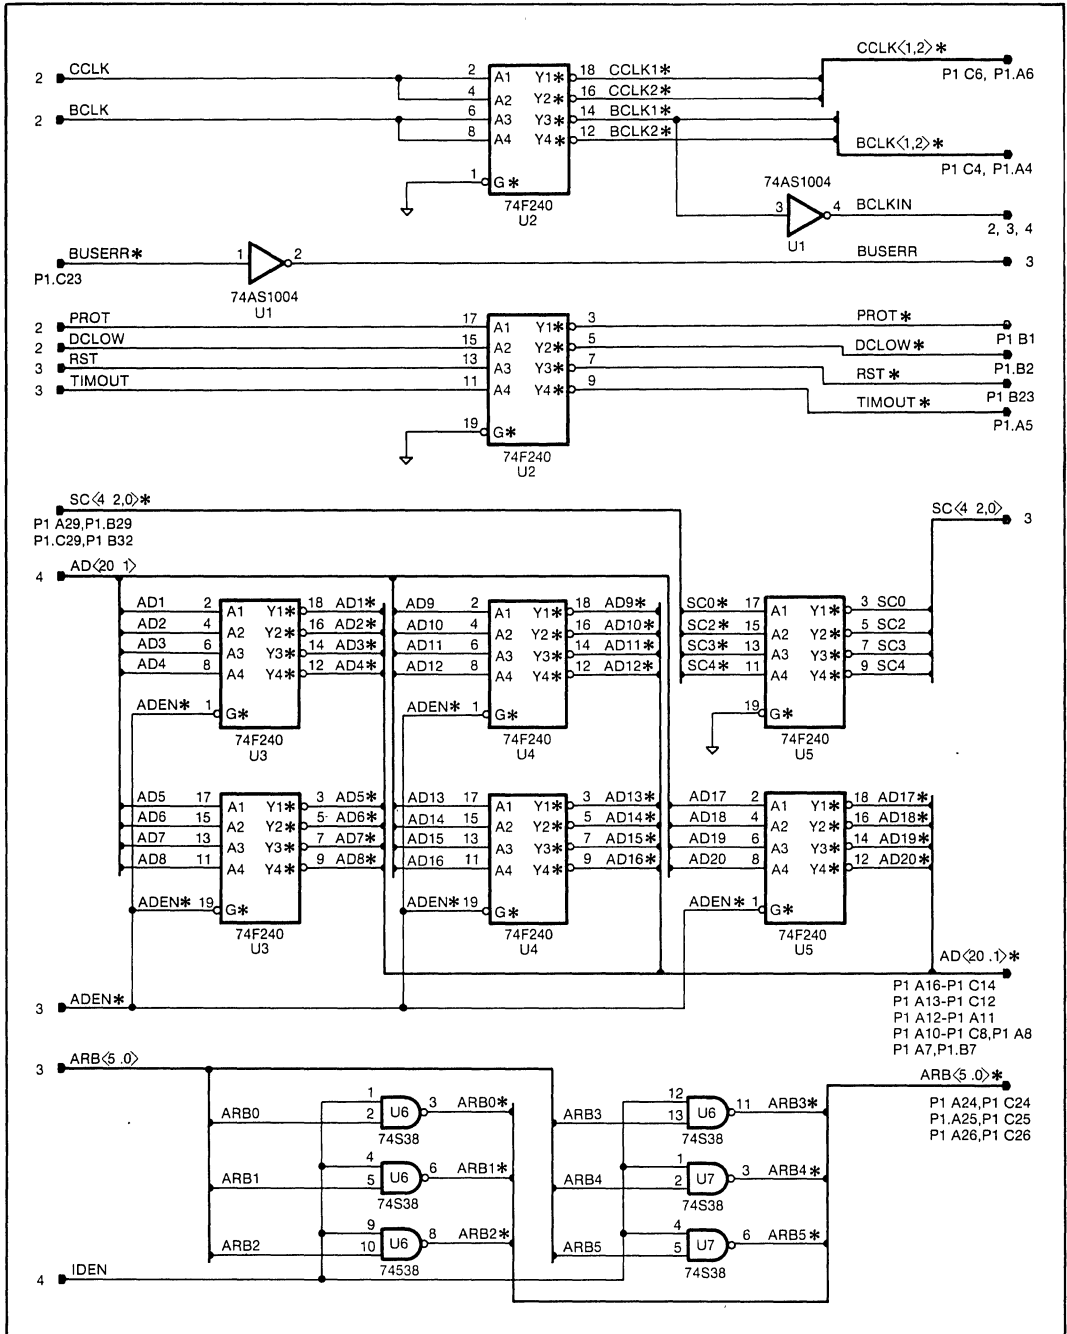 CCLK<1,2>*
2 CCLK 2 A1 Y1* 18 CCLK1*
P1 C6, P1.A6
4 A2 Y2* 16 CCLK2*
2 BCLK 6 A3 Y3* 14 BCLK1*
8 A4 Y4* 12 BCLK2*
BCLK<1,2>*
P1 C4, P1.A4
1 G*
74F240
U2
74AS1004
3 4 BCLKIN
U1
2, 3, 4
BUSERR* 1 2 BUSERR 3
P1.C23
74AS1004
U1
2 PROT 17 A1 Y1* 3 PROT*
P1 B1
2 DCLOW 15 A2 Y2* 5 DCLOW*
P1.B2
3 RST 13 A3 Y3* 7 RST*
P1 B23
3 TIMOUT 11 A4 Y4* 9 TIMOUT*
P1.A5
19 G*
74F240
U2
SC<4 2,0>*
P1 A29,P1.B29
P1.C29,P1 B32
SC<4 2,0> 3
4 AD<20 1>
AD1 2 A1 Y1* 18 AD1* AD9 2 A1 Y1* 18 AD9* SC0* 17 A1 Y1* 3 SC0
AD2 4 A2 Y2* 16 AD2* AD10 4 A2 Y2* 16 AD10* SC2* 15 A2 Y2* 5 SC2
AD3 6 A3 Y3* 14 AD3* AD11 6 A3 Y3* 14 AD11* SC3* 13 A3 Y3* 7 SC3
AD4 8 A4 Y4* 12 AD4* AD12 8 A4 Y4* 12 AD12* SC4* 11 A4 Y4* 9 SC4
ADEN* 1 G* ADEN* 1 G* 19 G*
74F240 74F240 74F240
U3 U4 U5
AD5 17 A1 Y1* 3 AD5* AD13 17 A1 Y1* 3 AD13* AD17 2 A1 Y1* 18 AD17*
AD6 15 A2 Y2* 5 AD6* AD14 15 A2 Y2* 5 AD14* AD18 4 A2 Y2* 16 AD18*
AD7 13 A3 Y3* 7 AD7* AD15 13 A3 Y3* 7 AD15* AD19 6 A3 Y3* 14 AD19*
AD8 11 A4 Y4* 9 AD8* AD16 11 A4 Y4* 9 AD16* AD20 8 A4 Y4* 12 AD20*
ADEN* 19 G* ADEN* 19 G* ADEN* 1 G*
74F240 74F240 74F240
U3 U4 U5
AD<20 .1>*
P1 A16-P1 C14
P1 A13-P1 C12
P1 A12-P1 A11
P1 A10-P1 C8,P1 A8
P1 A7,P1.B7
3 ADEN*
3 ARB<5 .0>
ARB<5 .0>*
P1 A24,P1 C24
P1.A25,P1 C25
P1 A26,P1 C26
1 12
ARB0 2 U6 3 ARB0* ARB3 13 U6 11 ARB3*
74S38 74S38
4 1
ARB1 5 U6 6 ARB1* ARB4 2 U7 3 ARB4*
74S38 74S38
9 4
ARB2 10 U6 8 ARB2* ARB5 5 U7 6 ARB5*
74538 74S38
4 IDEN